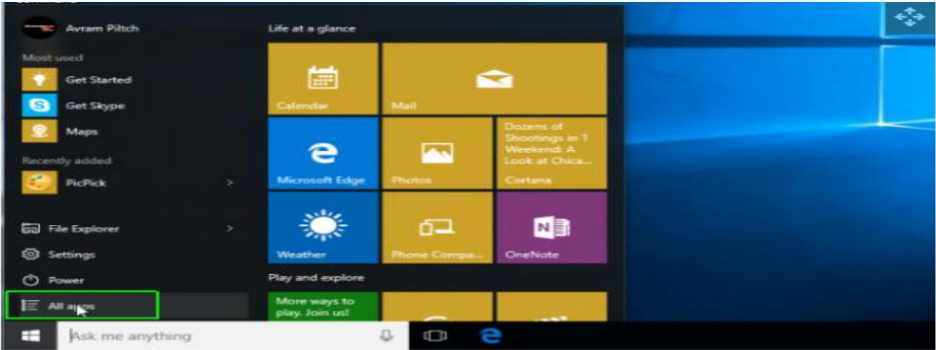 Avram Piltch
Life at a glance
Most used
Get Started
Get Skype
Maps
Recently added
PicPick
File Explorer
Settings
Power
All apps
Calendar
Mail
Microsoft Edge
Photos
Dozens of
Shootings in 1
Weekend: A
Look at Chica...
Cortana
Weather
Phone Compa...
OneNote
Play and explore
More ways to
play. Join us!
Ask me anything